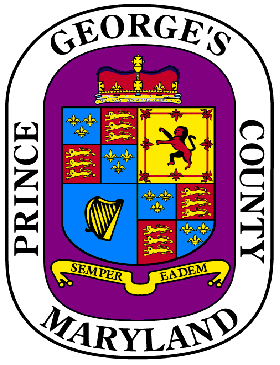 PRINCE
GEORGE'S
COUNTY
MARYLAND
SEMPER EADEM